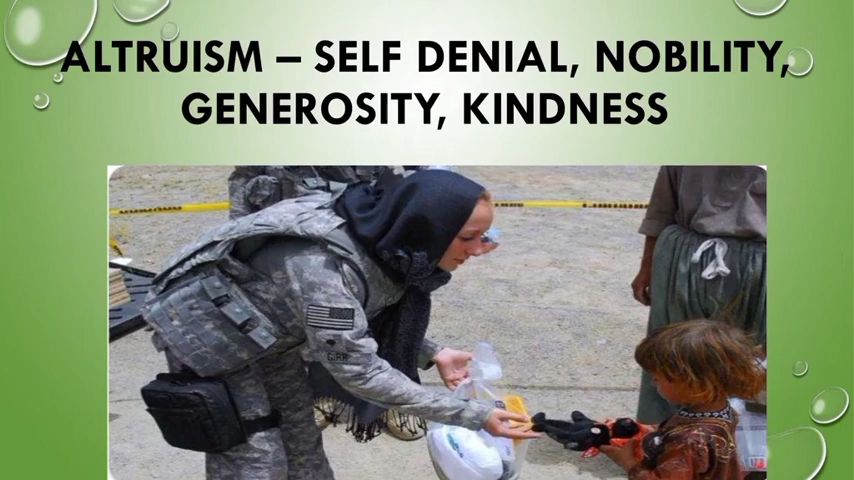 ALTRUISM – SELF DENIAL, NOBILITY,
GENEROSITY, KINDNESS